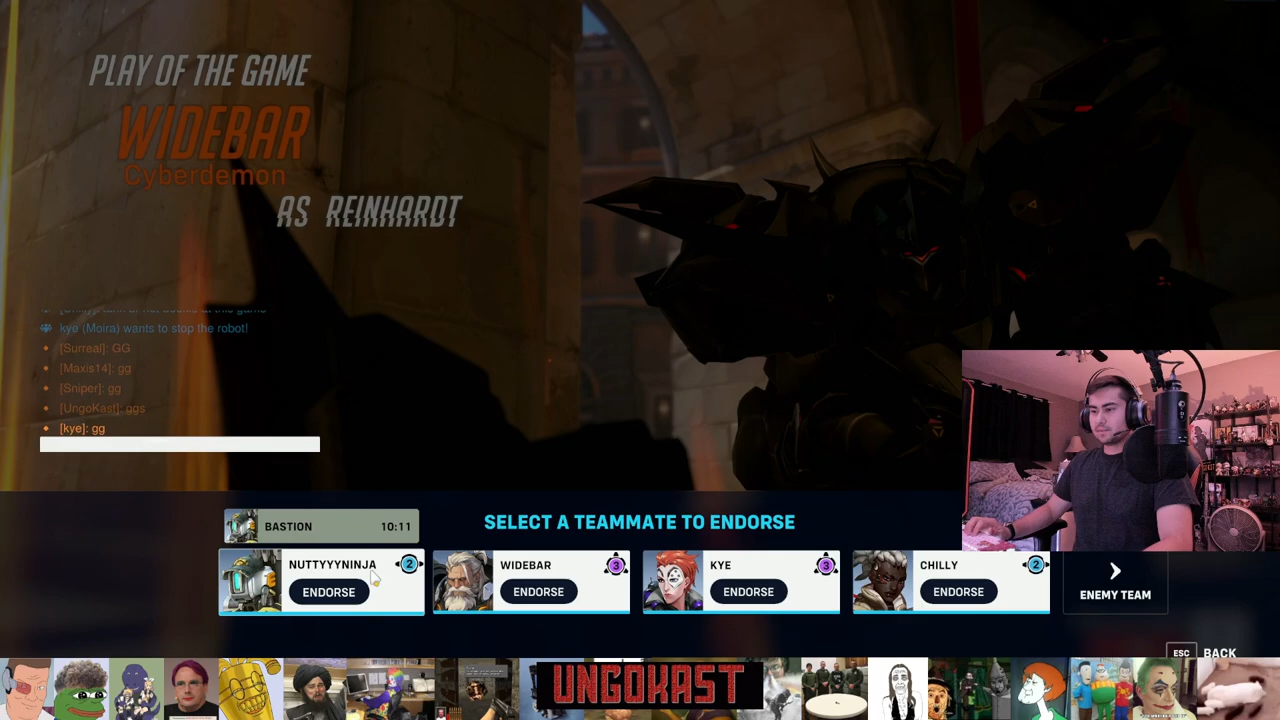 PLAY OF THE GAME
WIDEBAR
Cyberdemon
AS REINHARDT
kye (Moira) wants to stop the robot!
[Surreal]: GG
[Maxis14]: gg
[Sniper]: gg
[UngoKast]: ggs
[kye]: gg
SELECT A TEAMMATE TO ENDORSE
BASTION 10:11
NUTTYYYNINJA 2
ENDORSE
WIDEBAR 3
ENDORSE
KYE 3
ENDORSE
CHILLY 2
ENDORSE
ENEMY TEAM
ESC BACK
UNGOKAST